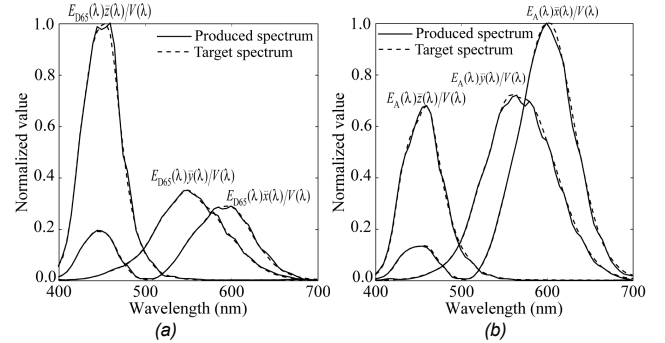 E_D65(λ)z̄(λ)/V(λ)
Produced spectrum
Target spectrum
E_D65(λ)ȳ(λ)/V(λ)
E_D65(λ)x̄(λ)/V(λ)
Normalized value
1.0
0.8
0.6
0.4
0.2
0.0
400 500 600 700
Wavelength (nm)
(a)
E_A(λ)x̄(λ)/V(λ)
Produced spectrum
Target spectrum
E_A(λ)ȳ(λ)/V(λ)
E_A(λ)z̄(λ)/V(λ)
Normalized value
1.0
0.8
0.6
0.4
0.2
0.0
400 500 600 700
Wavelength (nm)
(b)